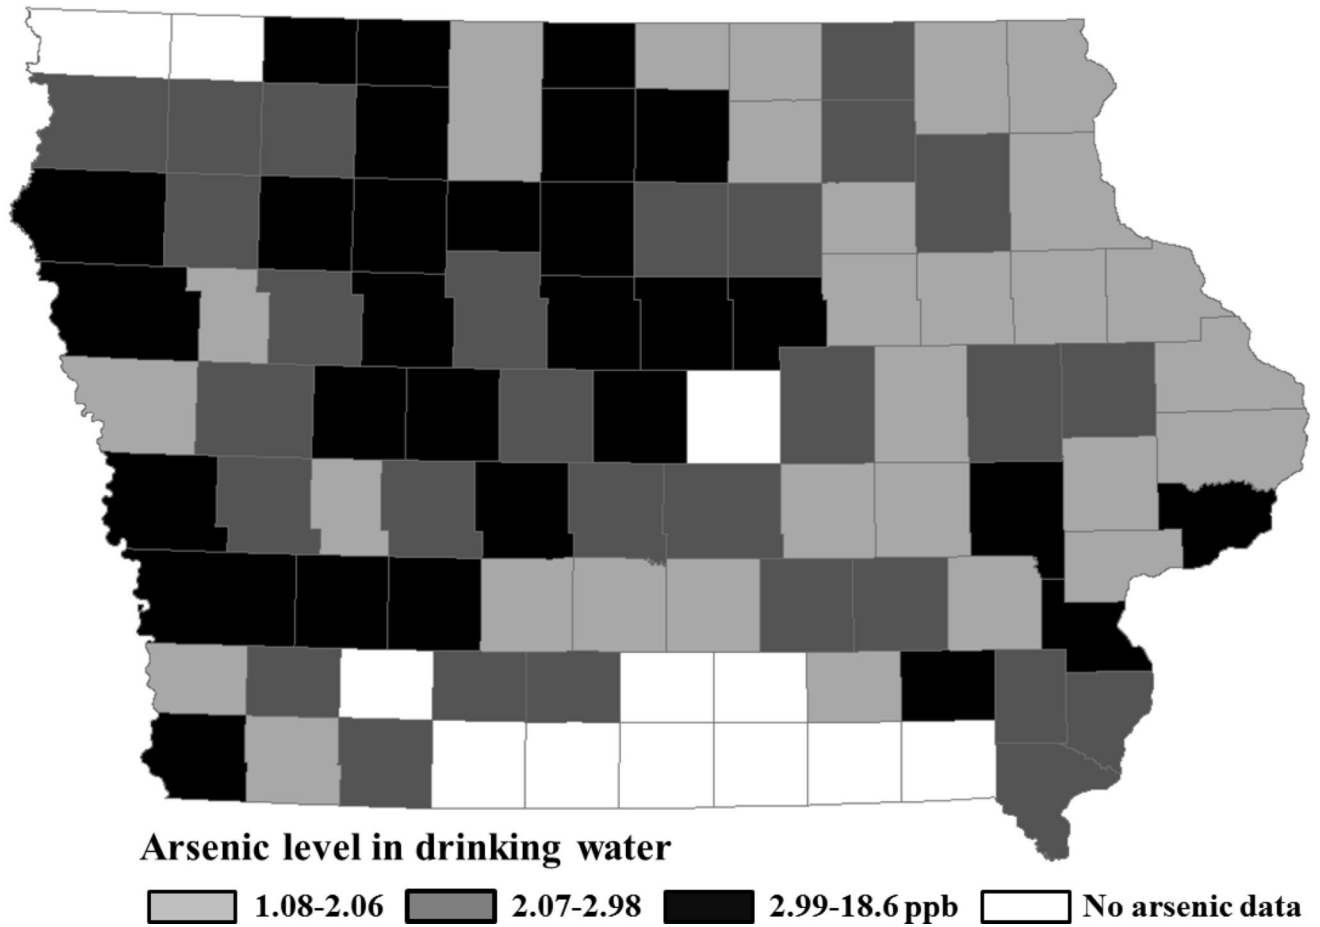 Arsenic level in drinking water
1.08-2.06 2.07-2.98 2.99-18.6 ppb No arsenic data